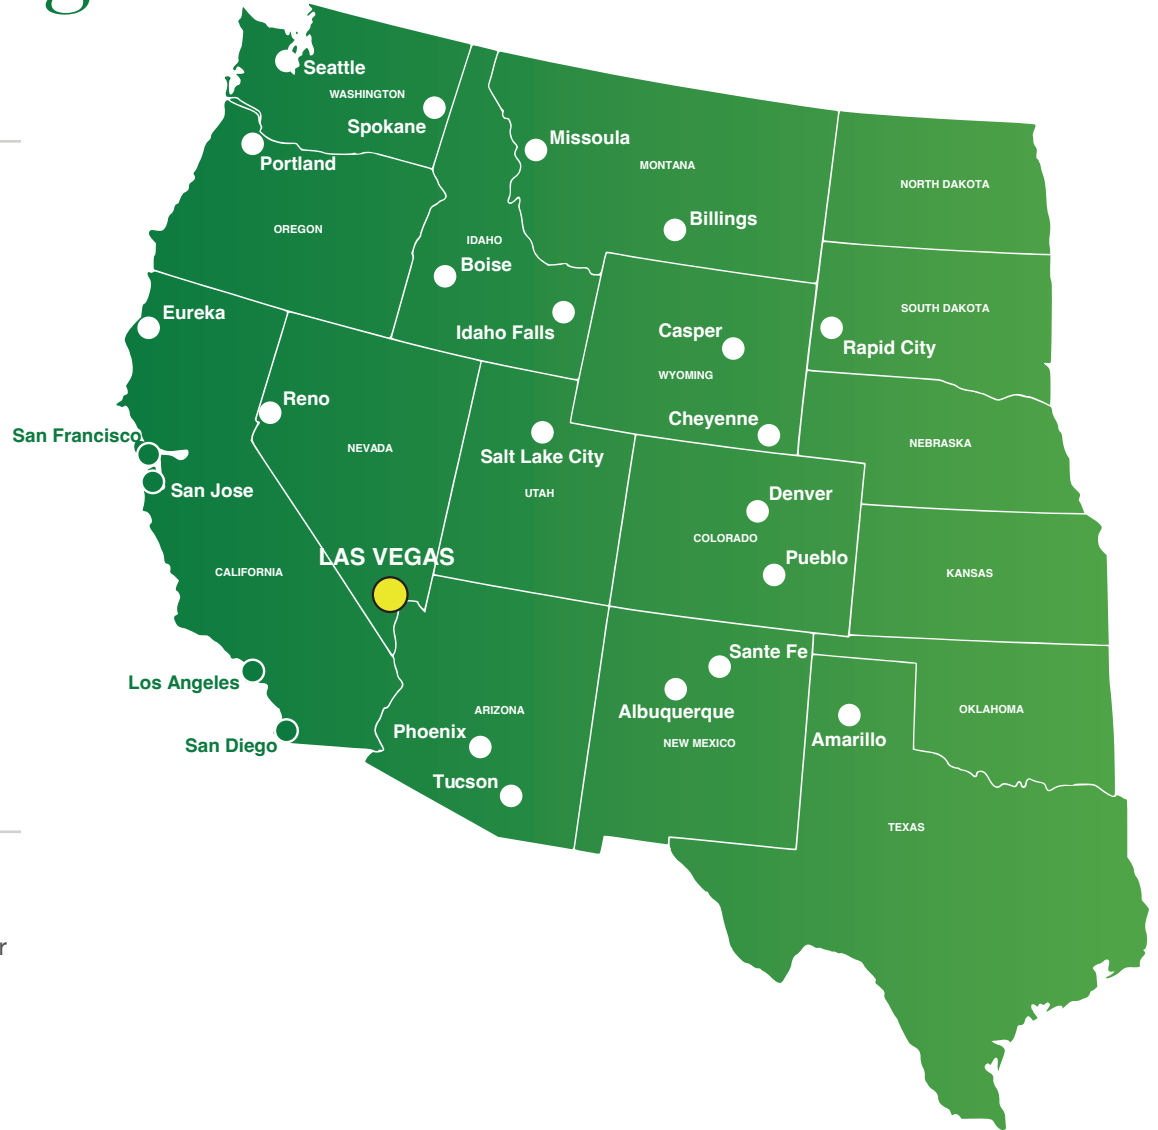 g
Seattle
WASHINGTON
Spokane
Missoula
Portland
MONTANA
NORTH DAKOTA
Billings
OREGON
IDAHO
Boise
SOUTH DAKOTA
Eureka
Idaho Falls
Casper
Rapid City
WYOMING
Reno
Cheyenne
San Francisco
NEVADA
Salt Lake City
NEBRASKA
San Jose
UTAH
Denver
COLORADO
LAS VEGAS
Pueblo
CALIFORNIA
KANSAS
Sante Fe
Los Angeles
ARIZONA
Albuquerque
OKLAHOMA
Phoenix
NEW MEXICO
Amarillo
San Diego
Tucson
TEXAS
r